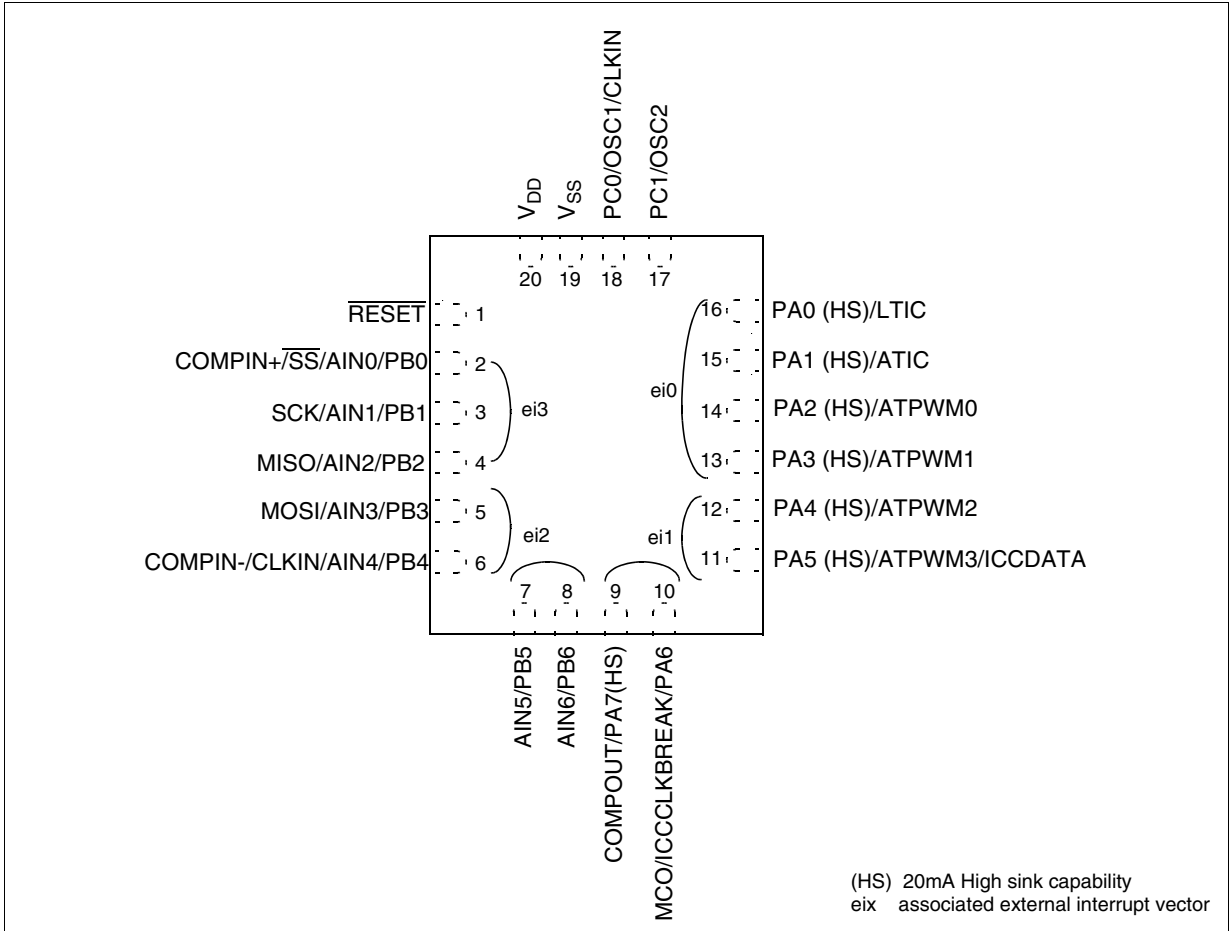 VDD
VSS
PC0/OSC1/CLKIN
PC1/OSC2
20
19
18
17
RESET
1
COMPIN+/SS/AIN0/PB0
2
SCK/AIN1/PB1
3
MISO/AIN2/PB2
4
MOSI/AIN3/PB3
5
COMPIN-/CLKIN/AIN4/PB4
6
ei3
ei2
ei0
ei1
16
PA0 (HS)/LTIC
15
PA1 (HS)/ATIC
14
PA2 (HS)/ATPWM0
13
PA3 (HS)/ATPWM1
12
PA4 (HS)/ATPWM2
11
PA5 (HS)/ATPWM3/ICCDATA
7
8
9
10
AIN5/PB5
AIN6/PB6
COMPOUT/PA7(HS)
MCO/ICCCLKBREAK/PA6
(HS) 20mA High sink capability
eix associated external interrupt vector